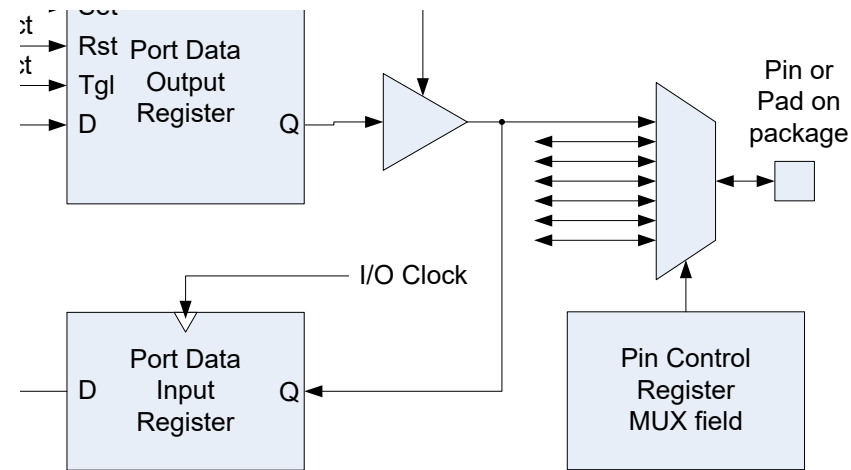 Rst
Tgl
D
Port Data
Output
Register
Q
Pin or
Pad on
package
I/O Clock
Port Data
Input
Register
D
Q
Pin Control
Register
MUX field